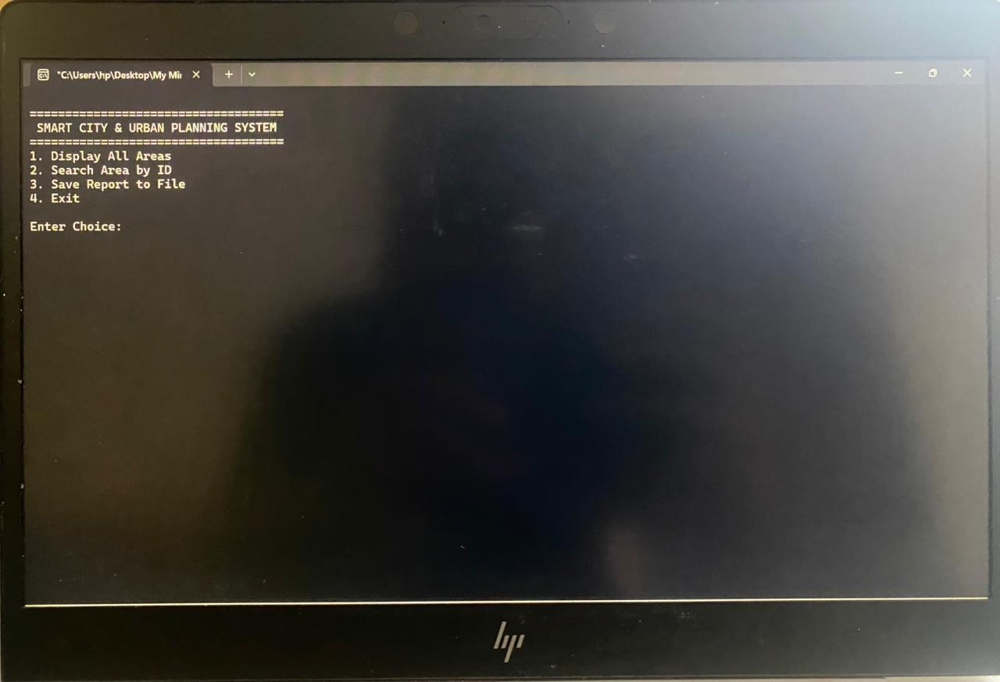 "C:\Users\hp\Desktop\My Mi
=====================================
SMART CITY & URBAN PLANNING SYSTEM
=====================================
1. Display All Areas
2. Search Area by ID
3. Save Report to File
4. Exit
Enter Choice:
hp